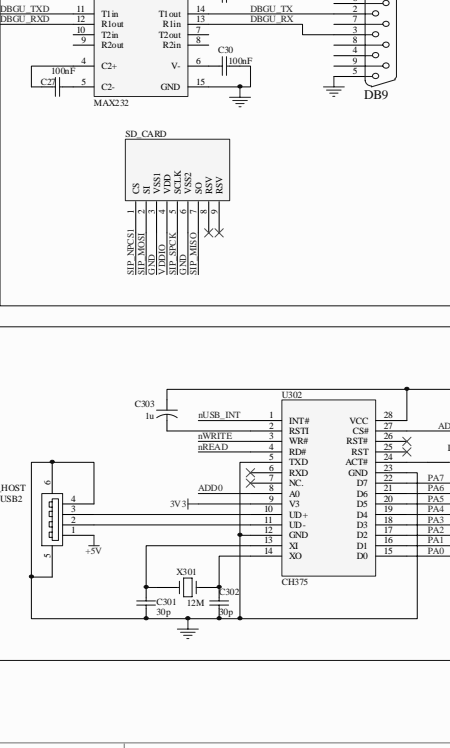 DBGU_TXD 11 T1in T1out 14 DBGU_TX 2
DBGU_RXD 12 R1out R1in 13 DBGU_RX 7
10 T2in T2out 7 3
9 R2out R2in 8 8
4
4 C2+ V- 6 C30 9
100nF 100nF 5
C27 5 C2- GND 15
MAX232
DB9
SD_CARD
CS SI VSS1 VDD SCLK VSS2 SO RSV RSV
1 2 3 4 5 6 7 8 9
SIP_NPCS1
SIP_MOSI
GND
VDDIO
SIP_SPCK
GND
SIP_MISO
U302
C303
1u
nUSB_INT 1 INT# VCC 28
2 RSTI CS# 27 AD
nWRITE 3 WR# RST# 26
nREAD 4 RD# RST 25
5 TXD ACT# 24
6 RXD GND 23
7 NC. D7 22 PA7
ADD0 8 A0 D6 21 PA6
3V3 9 V3 D5 20 PA5
10 UD+ D4 19 PA4
11 UD- D3 18 PA3
12 GND D2 17 PA2
13 XI D1 16 PA1
14 XO D0 15 PA0
CH375
HOST
USB2
6
4
3
2
1
5
+5V
X301
12M
C301
30p
C302
30p